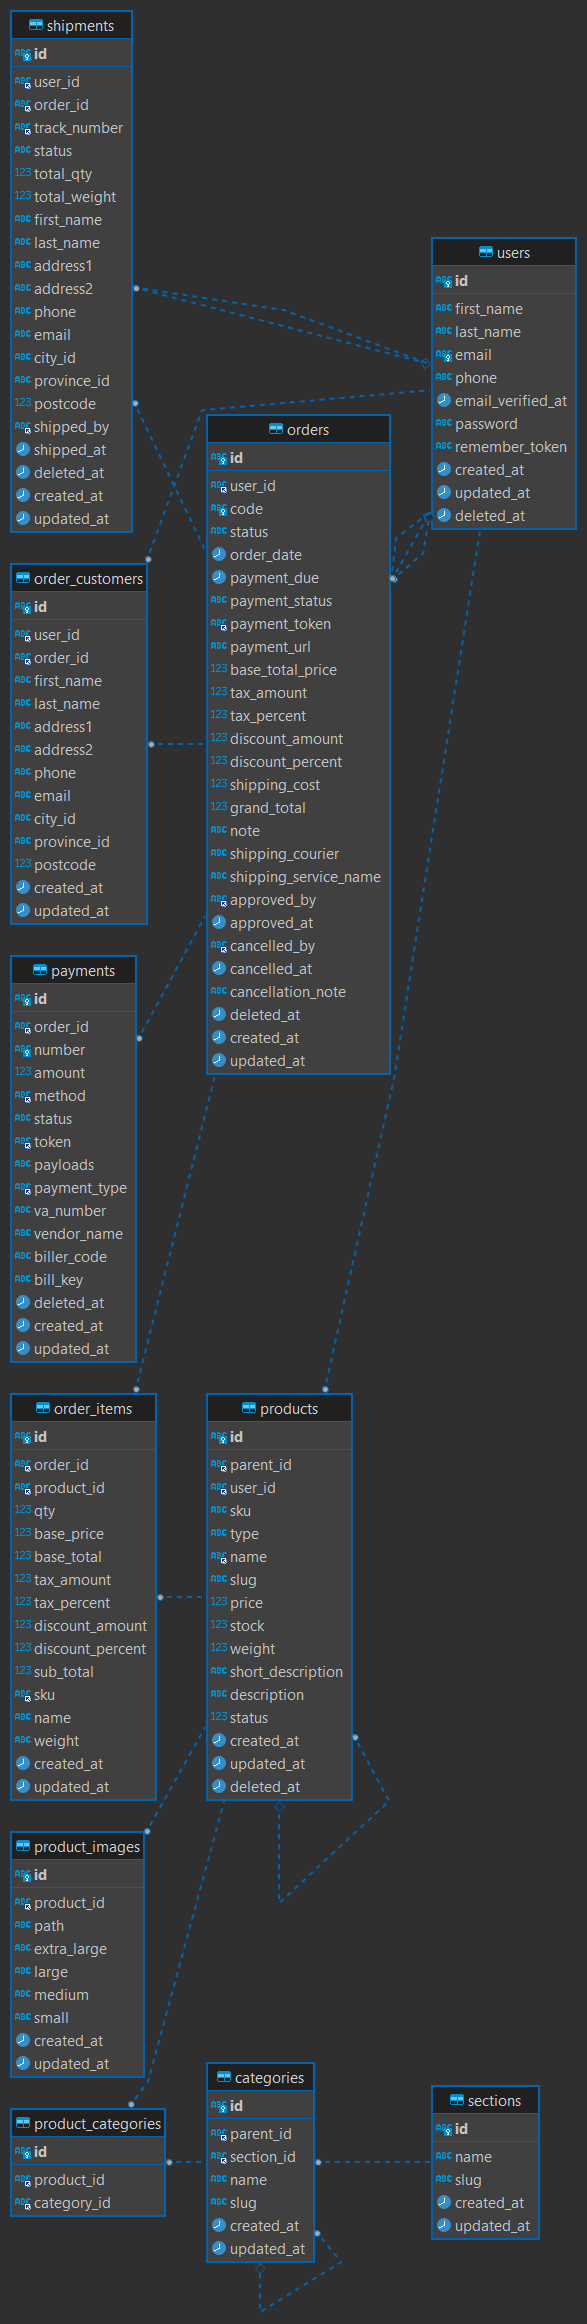 shipments
id
user_id
order_id
track_number
status
total_qty
total_weight
first_name
last_name
address1
address2
phone
email
city_id
province_id
postcode
shipped_by
shipped_at
deleted_at
created_at
updated_at
users
id
first_name
last_name
email
phone
email_verified_at
password
remember_token
created_at
updated_at
deleted_at
orders
id
user_id
code
status
order_date
payment_due
payment_status
payment_token
payment_url
base_total_price
tax_amount
tax_percent
discount_amount
discount_percent
shipping_cost
grand_total
note
shipping_courier
shipping_service_name
approved_by
approved_at
cancelled_by
cancelled_at
cancellation_note
deleted_at
created_at
updated_at
order_customers
id
user_id
order_id
first_name
last_name
address1
address2
phone
email
city_id
province_id
postcode
created_at
updated_at
payments
id
order_id
number
amount
method
status
token
payloads
payment_type
va_number
vendor_name
biller_code
bill_key
deleted_at
created_at
updated_at
order_items
id
order_id
product_id
qty
base_price
base_total
tax_amount
tax_percent
discount_amount
discount_percent
sub_total
sku
name
weight
created_at
updated_at
products
id
parent_id
user_id
sku
type
name
slug
price
stock
weight
short_description
description
status
created_at
updated_at
deleted_at
product_images
id
product_id
path
extra_large
large
medium
small
created_at
updated_at
product_categories
id
product_id
category_id
categories
id
parent_id
section_id
name
slug
created_at
updated_at
sections
id
name
slug
created_at
updated_at